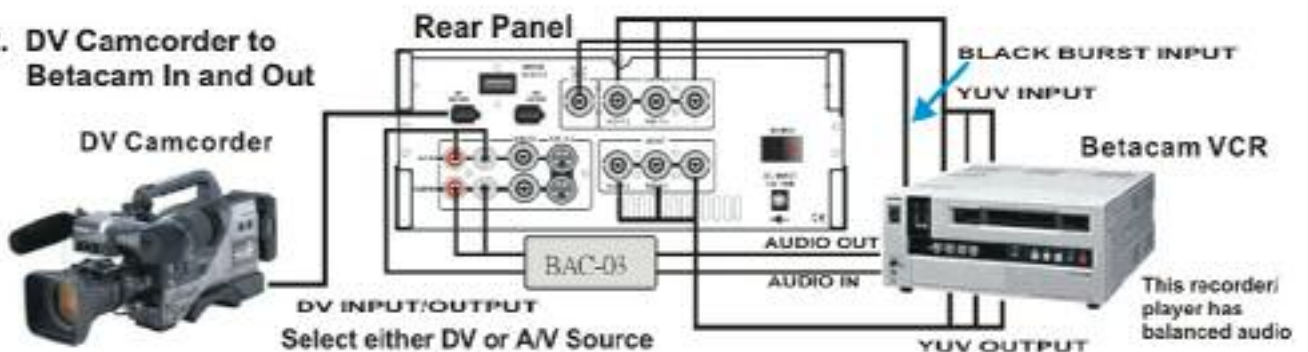 DV Camcorder to
Betacam In and Out
Rear Panel
BLACK BURST INPUT
YUV INPUT
DV Camcorder
Betacam VCR
AUDIO OUT
BAC-03
AUDIO IN
DV INPUT/OUTPUT
Select either DV or A/V Source
This recorder/
player has
balanced audio
YUV OUTPUT